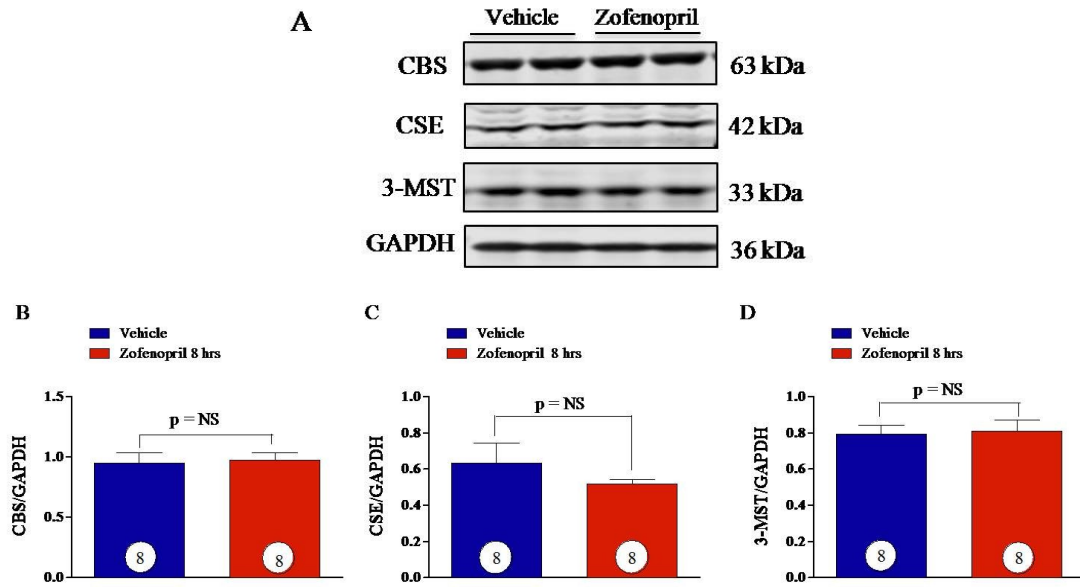 A
Vehicle Zofenopril
CBS 63 kDa
CSE 42 kDa
3-MST 33 kDa
GAPDH 36 kDa
B
Vehicle
Zofenopril 8 hrs
CBS/GAPDH
1.5
1.0
0.5
0.0
p = NS
8 8
C
Vehicle
Zofenopril 8 hrs
CSE/GAPDH
1.0
0.8
0.6
0.4
0.2
0.0
p = NS
8 8
D
Vehicle
Zofenopril 8 hrs
3-MST/GAPDH
1.0
0.8
0.6
0.4
0.2
0.0
p = NS
8 8